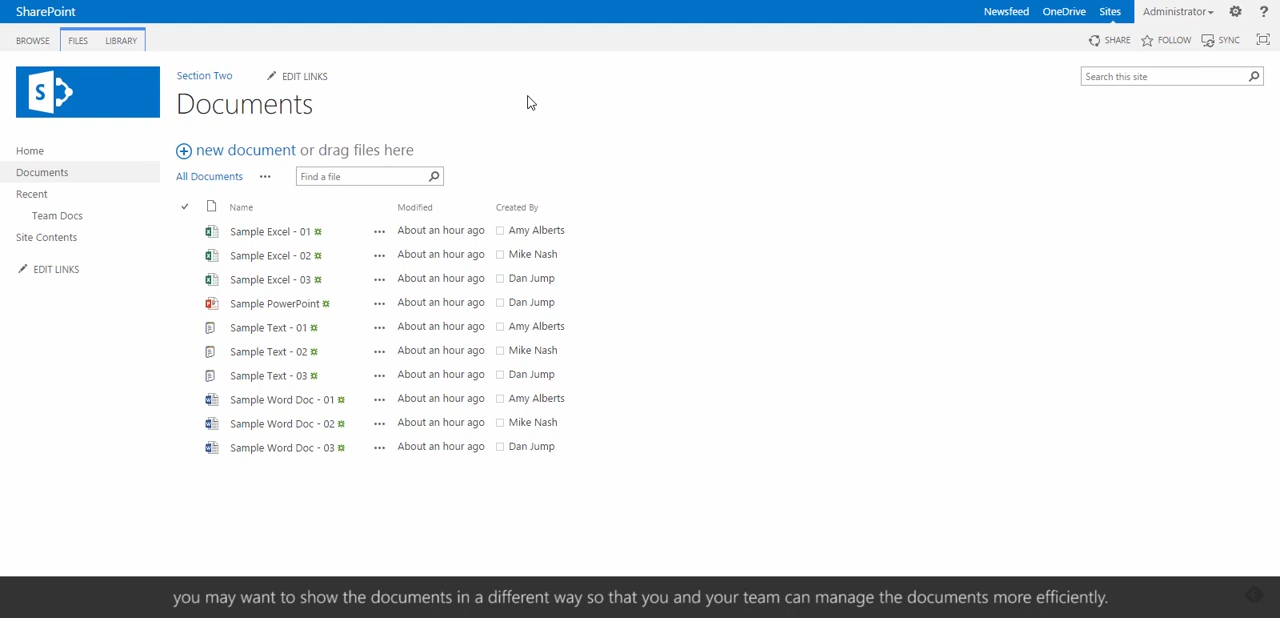 SharePoint
Newsfeed OneDrive Sites Administrator ?
BROWSE FILES LIBRARY
SHARE FOLLOW SYNC
S
Section Two EDIT LINKS
Search this site
Documents
Home
Documents
Recent
Team Docs
Site Contents
EDIT LINKS
+ new document or drag files here
All Documents ... Find a file
Name Modified Created By
Sample Excel - 01 ... About an hour ago Amy Alberts
Sample Excel - 02 ... About an hour ago Mike Nash
Sample Excel - 03 ... About an hour ago Dan Jump
Sample PowerPoint ... About an hour ago Dan Jump
Sample Text - 01 ... About an hour ago Amy Alberts
Sample Text - 02 ... About an hour ago Mike Nash
Sample Text - 03 ... About an hour ago Dan Jump
Sample Word Doc - 01 ... About an hour ago Amy Alberts
Sample Word Doc - 02 ... About an hour ago Mike Nash
Sample Word Doc - 03 ... About an hour ago Dan Jump
you may want to show the documents in a different way so that you and your team can manage the documents more efficiently.